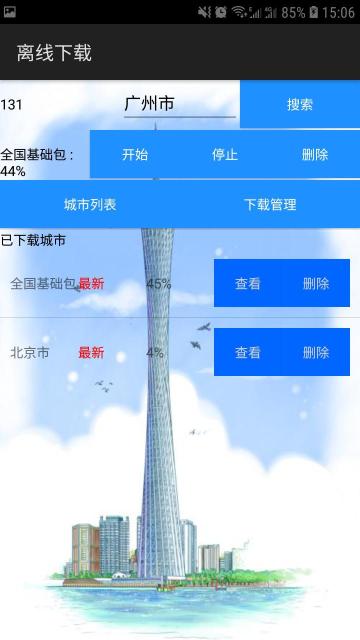 85% 15:06
离线下载
131 广州市 搜索
全国基础包： 开始 停止 删除
44%
城市列表 下载管理
已下载城市
全国基础包 最新 45% 查看 删除
北京市 最新 4% 查看 删除